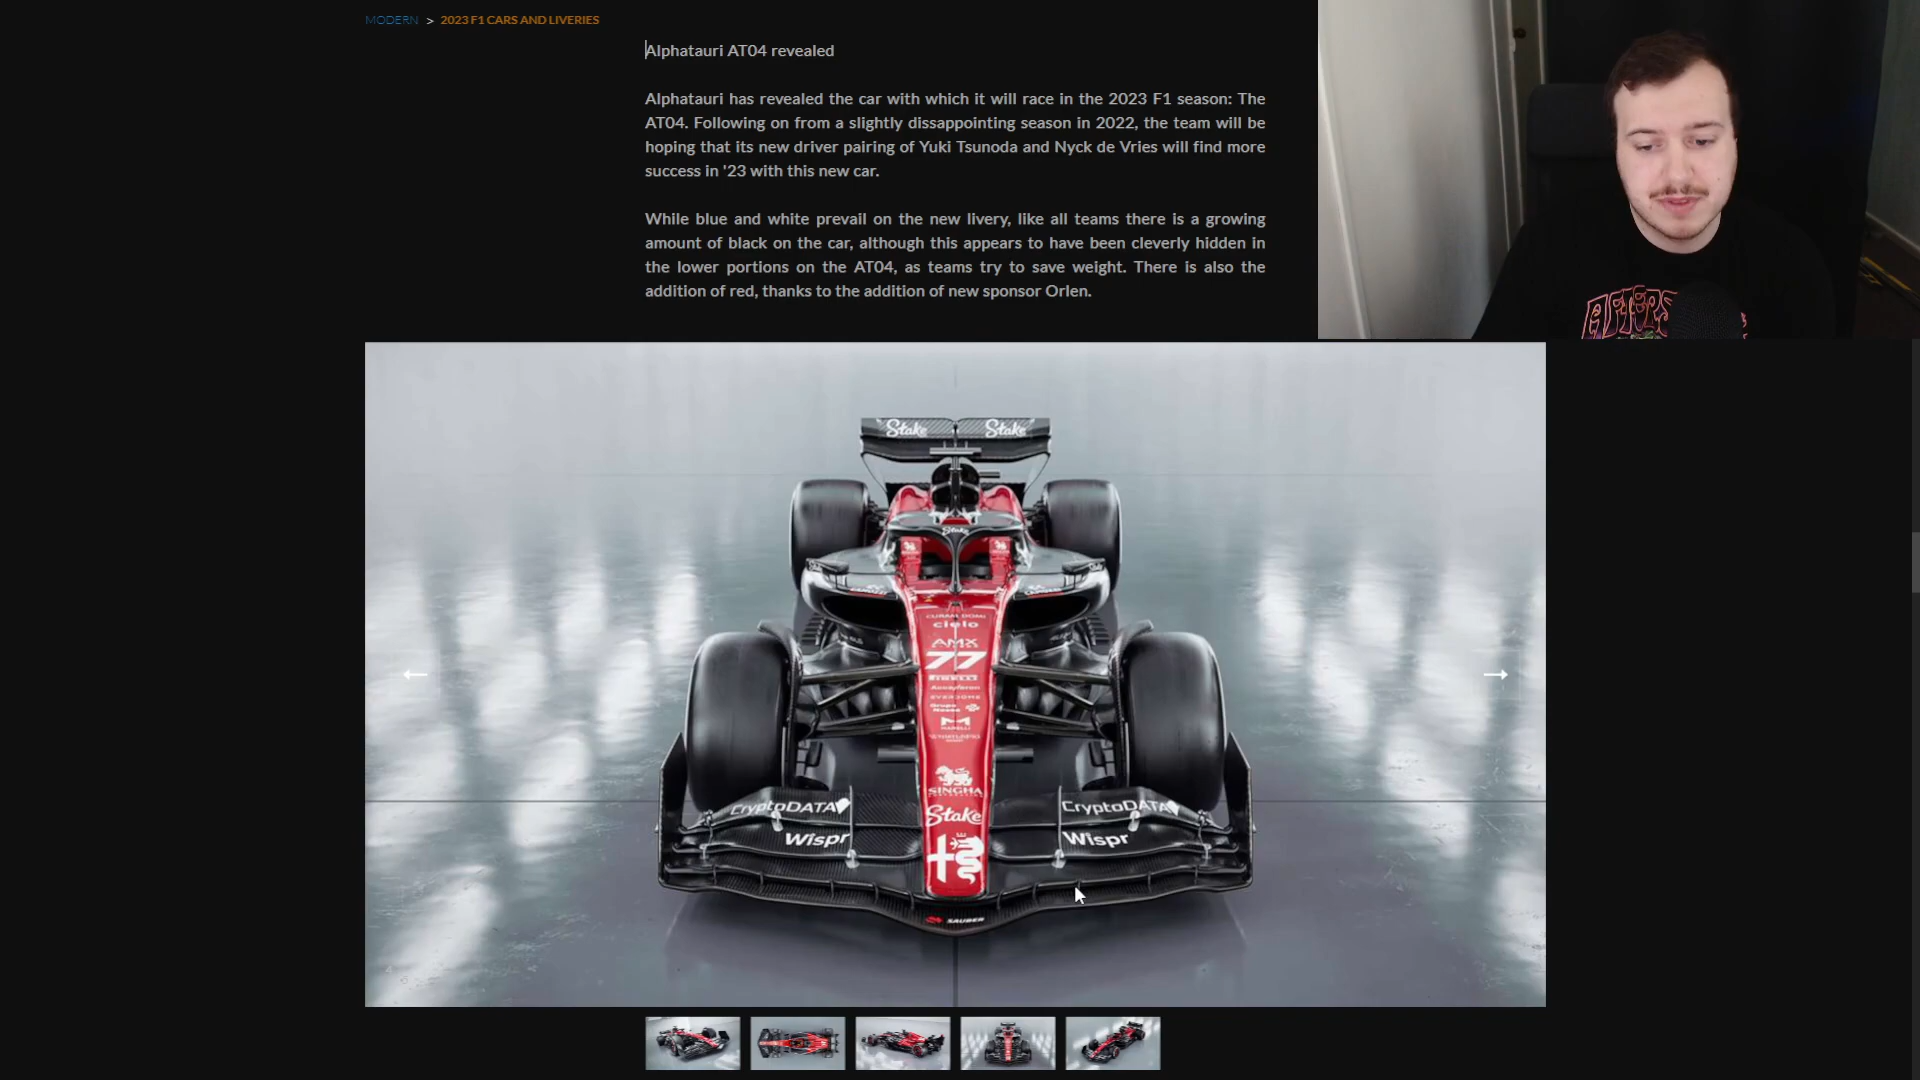 MODERN > 2023 F1 CARS AND LIVERIES
Alphatauri AT04 revealed
Alphatauri has revealed the car with which it will race in the 2023 F1 season: The
AT04. Following on from a slightly dissappointing season in 2022, the team will be
hoping that its new driver pairing of Yuki Tsunoda and Nyck de Vries will find more
success in '23 with this new car.
While blue and white prevail on the new livery, like all teams there is a growing
amount of black on the car, although this appears to have been cleverly hidden in
the lower portions on the AT04, as teams try to save weight. There is also the
addition of red, thanks to the addition of new sponsor Orlen.
Stake Stake
Stake
cielo
AMX
77
PIRELLI
SINGHA
CryptoDATA Stake CryptoDATA
Wispr Wispr
SAUBER